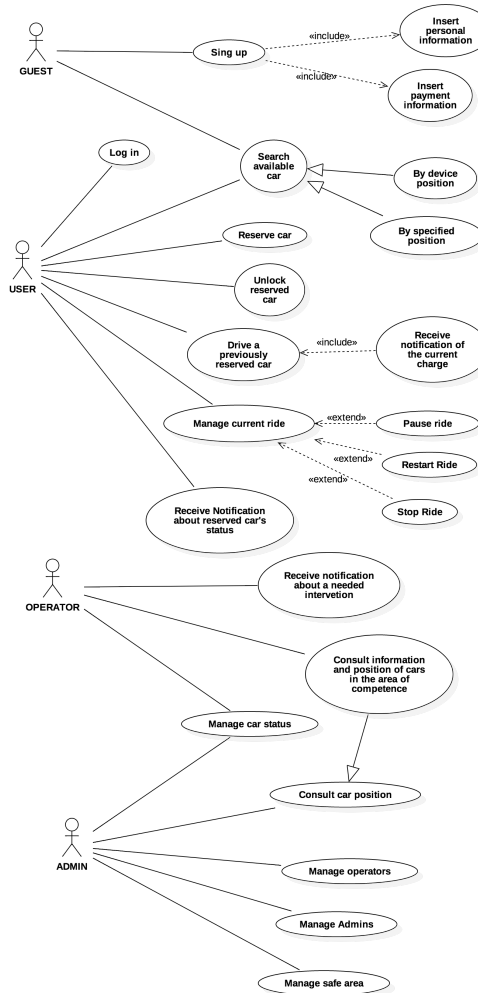 Insert
personal
information
«include»
Sing up
GUEST
«include»
Insert
payment
information
Log in
Search
available
car
By device
position
By specified
position
Reserve car
USER
Unlock
reserved
car
Drive a
previously
reserved car
«include»
Receive
notification of
the current
charge
Manage current ride
«extend»
Pause ride
«extend»
Restart Ride
«extend»
Stop Ride
Receive Notification
about reserved car's
status
OPERATOR
Receive notification
about a needed
intervetion
Consult information
and position of cars
in the area of
competence
Manage car status
Consult car position
ADMIN
Manage operators
Manage Admins
Manage safe area